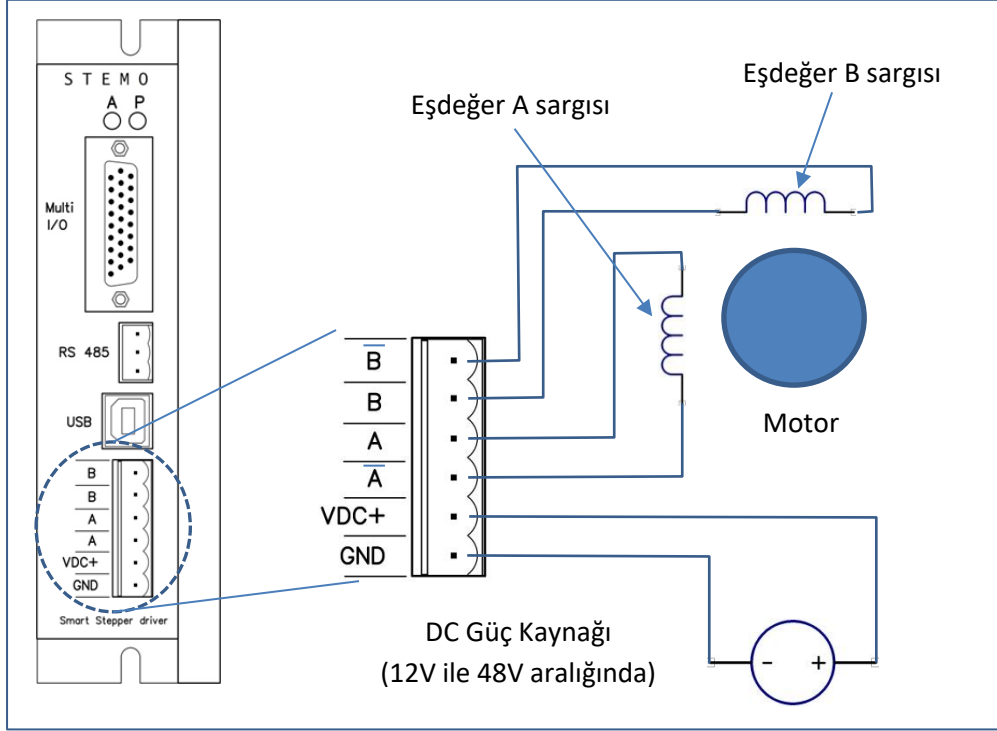 STEMO
A P
Multi
I/O
RS 485
USB
B
B
A
A
VDC+
GND
Smart Stepper driver
B̅
B
A
A̅
VDC+
GND
Eşdeğer A sargısı
Eşdeğer B sargısı
Motor
DC Güç Kaynağı
(12V ile 48V aralığında)
- +